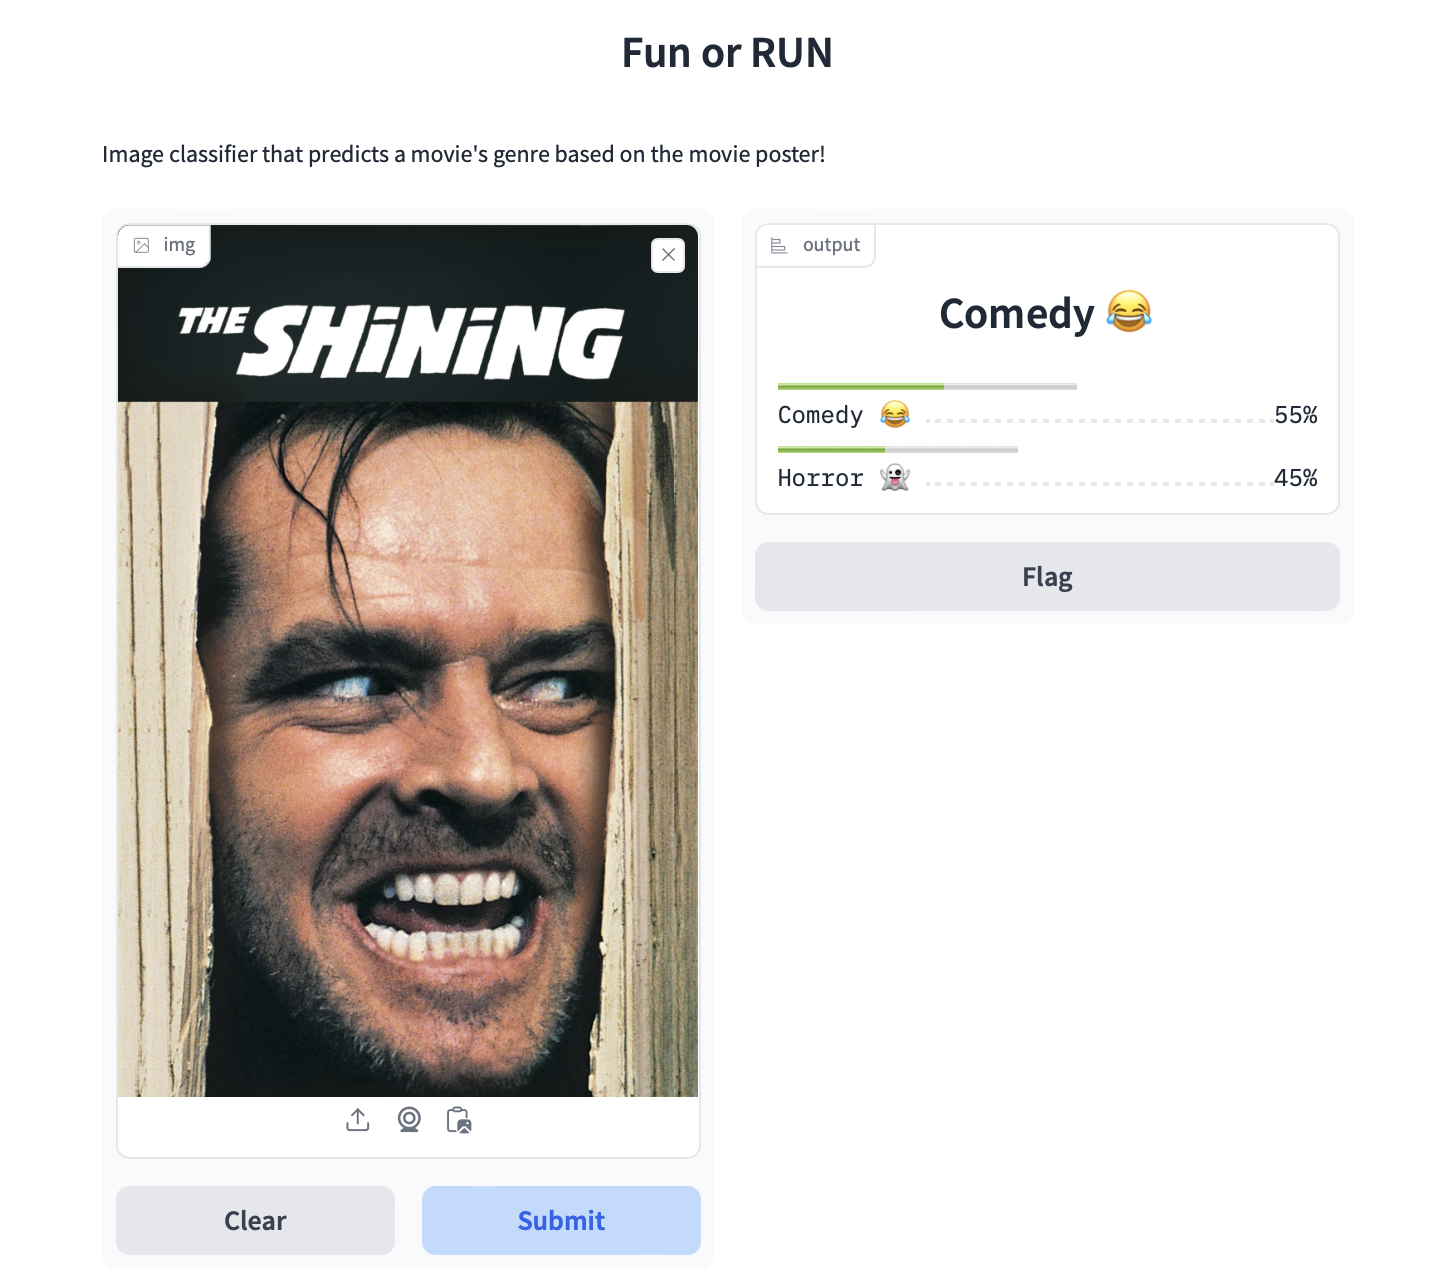 Fun or RUN
Image classifier that predicts a movie's genre based on the movie poster!
img
THE SHiNiNG
Clear
Submit
output
Comedy 😂
Comedy 😂 55%
Horror 👻 45%
Flag